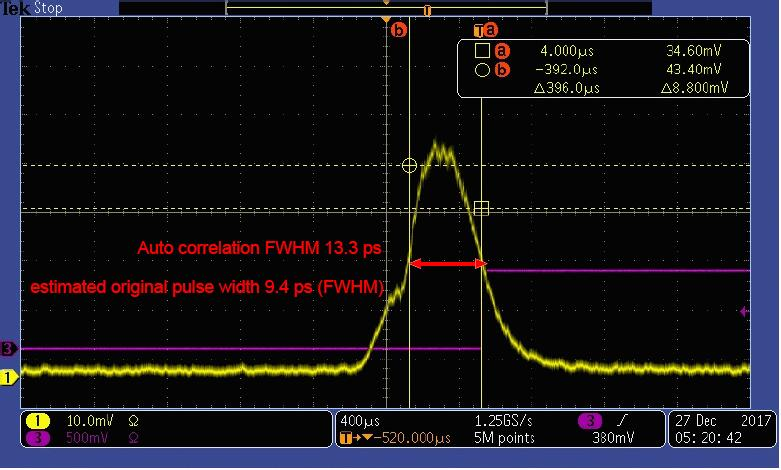 Tek Stop
b T a
a 4.000µs 34.60mV
b -392.0µs 43.40mV
Δ396.0µs Δ8.800mV
Auto correlation FWHM 13.3 ps
estimated original pulse width 9.4 ps (FWHM)
3
1
1 10.0mV Ω
3 500mV Ω
400µs 1.25GS/s
T→▼-520.000µs 5M points
3 380mV
27 Dec 2017
05:20:42